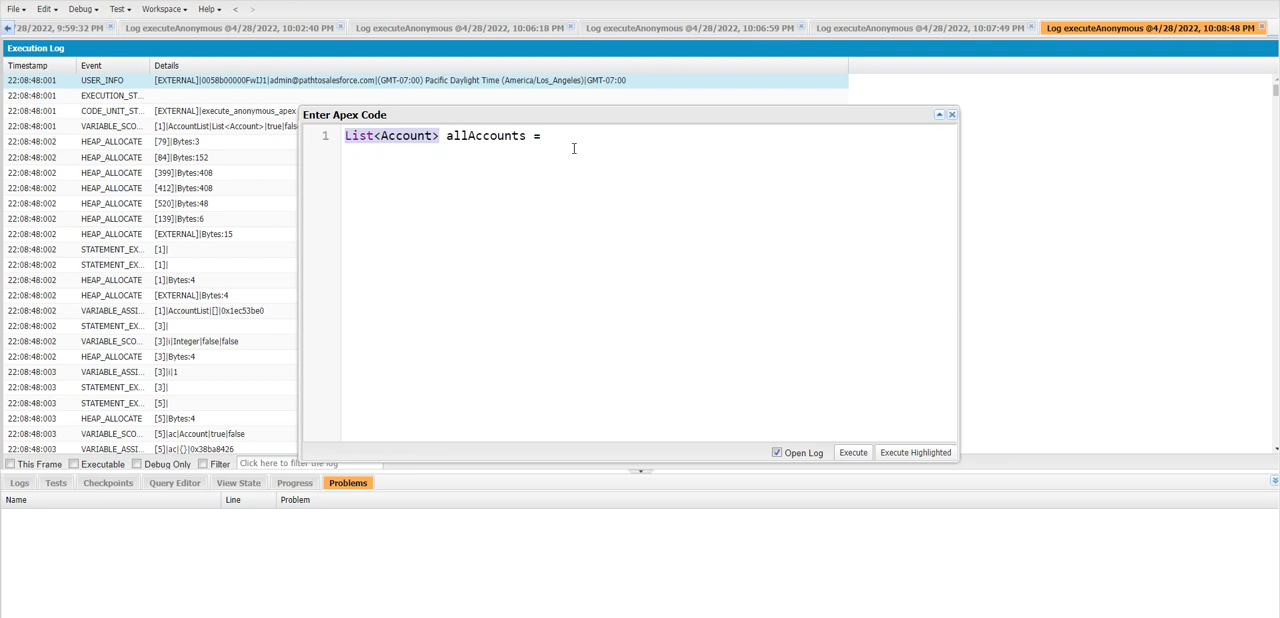 File Edit Debug Test Workspace Help < >
'28/2022, 9:59:32 PM Log executeAnonymous @4/28/2022, 10:02:40 PM Log executeAnonymous @4/28/2022, 10:06:18 PM Log executeAnonymous @4/28/2022, 10:06:59 PM Log executeAnonymous @4/28/2022, 10:07:49 PM Log executeAnonymous @4/28/2022, 10:08:48 PM
Execution Log
Timestamp Event Details
22:08:48:001 USER_INFO [EXTERNAL]|0058b00000FwIJ1|admin@pathtosalesforce.com|(GMT-07:00) Pacific Daylight Time (America/Los_Angeles)|GMT-07:00
22:08:48:001 EXECUTION_ST...
22:08:48:001 CODE_UNIT_ST... [EXTERNAL]|execute_anonymous_apex
22:08:48:001 VARIABLE_SCO... [1]|AccountList|List<Account>|true|fals
22:08:48:002 HEAP_ALLOCATE [79]|Bytes:3
22:08:48:002 HEAP_ALLOCATE [84]|Bytes:152
22:08:48:002 HEAP_ALLOCATE [399]|Bytes:408
22:08:48:002 HEAP_ALLOCATE [412]|Bytes:408
22:08:48:002 HEAP_ALLOCATE [520]|Bytes:48
22:08:48:002 HEAP_ALLOCATE [139]|Bytes:6
22:08:48:002 HEAP_ALLOCATE [EXTERNAL]|Bytes:15
22:08:48:002 STATEMENT_EX... [1]|
22:08:48:002 STATEMENT_EX... [1]|
22:08:48:002 HEAP_ALLOCATE [1]|Bytes:4
22:08:48:002 HEAP_ALLOCATE [EXTERNAL]|Bytes:4
22:08:48:002 VARIABLE_ASSI... [1]|AccountList|[]|0x1ec53be0
22:08:48:002 STATEMENT_EX... [3]|
22:08:48:002 VARIABLE_SCO... [3]|i|Integer|false|false
22:08:48:002 HEAP_ALLOCATE [3]|Bytes:4
22:08:48:003 VARIABLE_ASSI... [3]|i|1
22:08:48:003 STATEMENT_EX... [3]|
22:08:48:003 STATEMENT_EX... [5]|
22:08:48:003 HEAP_ALLOCATE [5]|Bytes:4
22:08:48:003 VARIABLE_SCO... [5]|ac|Account|true|false
22:08:48:003 VARIABLE_ASSI... [5]|ac|{}|0x38ba8426
Enter Apex Code
1 List<Account> allAccounts =
Open Log Execute Execute Highlighted
This Frame Executable Debug Only Filter Click here to filter the log
Logs Tests Checkpoints Query Editor View State Progress Problems
Name Line Problem